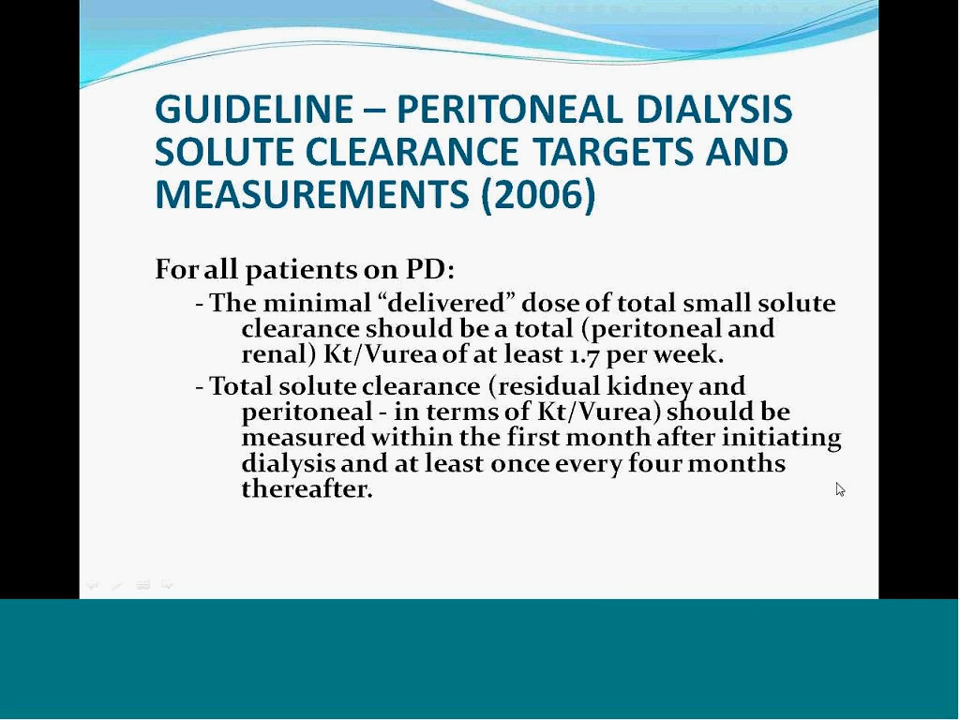 GUIDELINE – PERITONEAL DIALYSIS
SOLUTE CLEARANCE TARGETS AND
MEASUREMENTS (2006)
For all patients on PD:
- The minimal “delivered” dose of total small solute
clearance should be a total (peritoneal and
renal) Kt/Vurea of at least 1.7 per week.
- Total solute clearance (residual kidney and
peritoneal - in terms of Kt/Vurea) should be
measured within the first month after initiating
dialysis and at least once every four months
thereafter.